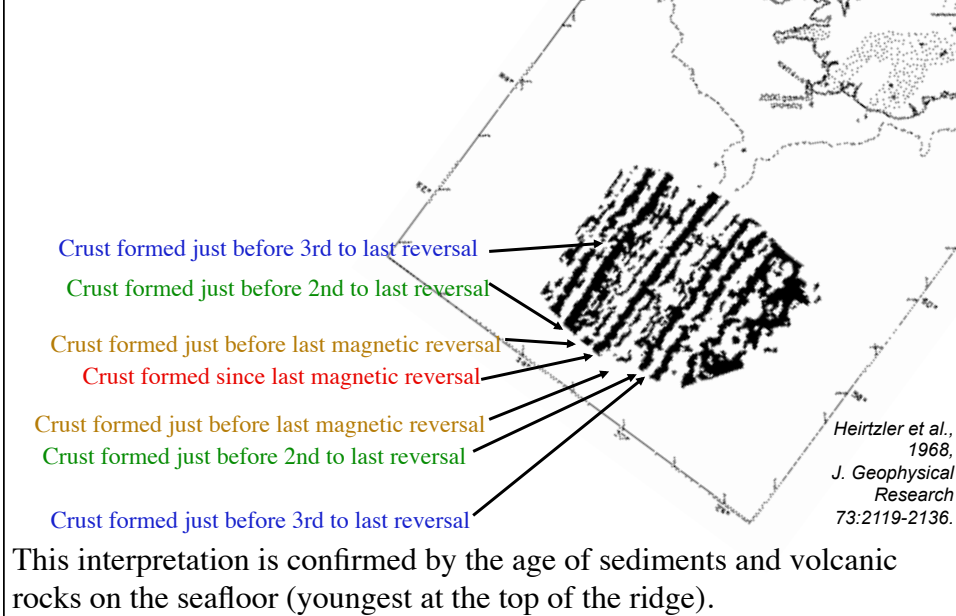 Crust formed just before 3rd to last reversal
Crust formed just before 2nd to last reversal
Crust formed just before last magnetic reversal
Crust formed since last magnetic reversal
Crust formed just before last magnetic reversal
Crust formed just before 2nd to last reversal
Crust formed just before 3rd to last reversal
Heirtzler et al.,
1968,
J. Geophysical
Research
73:2119-2136.
This interpretation is confirmed by the age of sediments and volcanic
rocks on the seafloor (youngest at the top of the ridge).